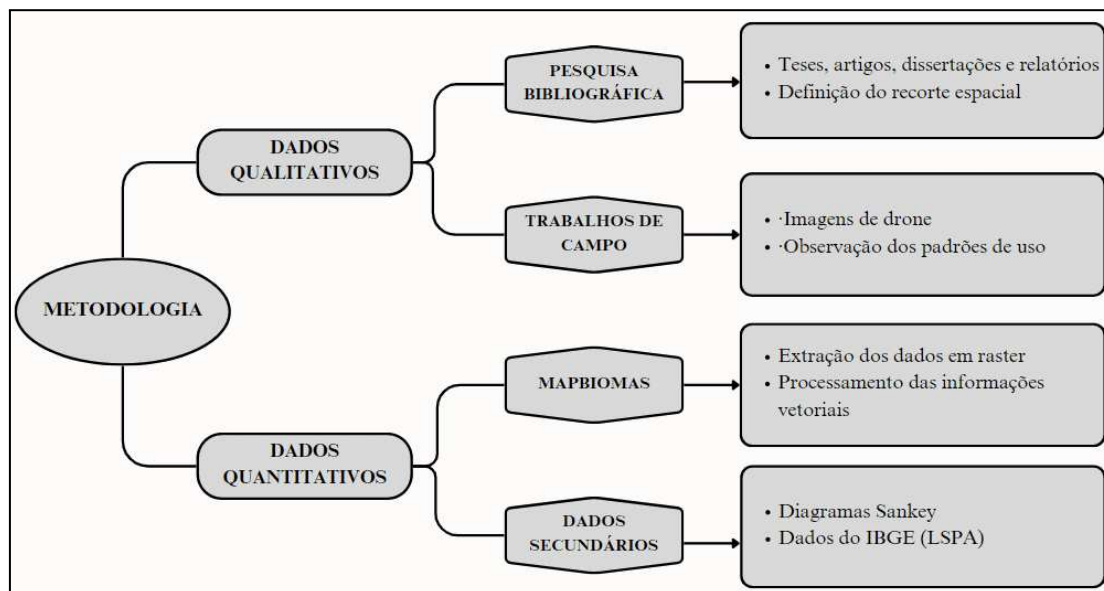 METODOLOGIA
DADOS
QUALITATIVOS
PESQUISA
BIBLIOGRÁFICA
• Teses, artigos, dissertações e relatórios
• Definição do recorte espacial
TRABALHOS DE
CAMPO
• ·Imagens de drone
• ·Observação dos padrões de uso
DADOS
QUANTITATIVOS
MAPBIOMAS
• Extração dos dados em raster
• Processamento das informações
vetoriais
DADOS
SECUNDÁRIOS
• Diagramas Sankey
• Dados do IBGE (LSPA)